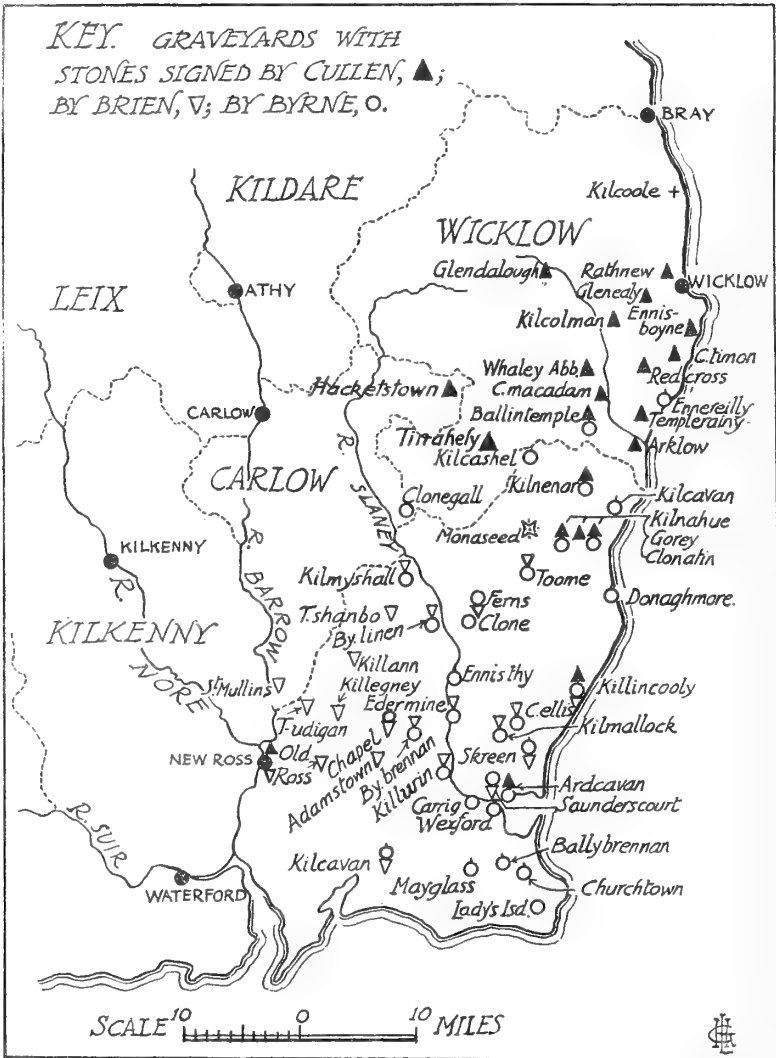 KEY. GRAVEYARDS WITH
STONES SIGNED BY CULLEN, ▲;
BY BRIEN, ▽; BY BYRNE, O.
BRAY
KILDARE
Kilcoole +
WICKLOW
Glendalough
Rathnew
WICKLOW
Glenealy
LEIX
ATHY
Kilcolman
Ennis-
boyne
C.timon
Whaley Abb.
Redcross
Hacketstown
C.macadam
Ennereilly
CARLOW
Ballintemple
Templerainy
Tinahely
Arklow
Kilcashel
R. SLANEY
CARLOW
Clonegall
Kilnenor
Kilcavan
Kilnahue
Monaseed
Gorey
Clonatin
KILKENNY
R. BARROW
Kilmyshall
Toome
Ferns
Donaghmore.
T.shanbo
Clone
By.linen
KILKENNY
R. NORE
Killann
Ennisthy
St. Mullins
Killegney
Killincooly
Edermine
C.ellis
T-udigan
Kilmallock
Chapel
Skreen
NEW ROSS
Old
Ross
Adamstown
By.brennan
Killurin
Ardcavan
Carrig
Saunderscourt
Wexford
R. SUIR
Kilcavan
Ballybrennan
WATERFORD
Mayglass
Churchtown
Lady's Isd.
SCALE 10 0 10 MILES